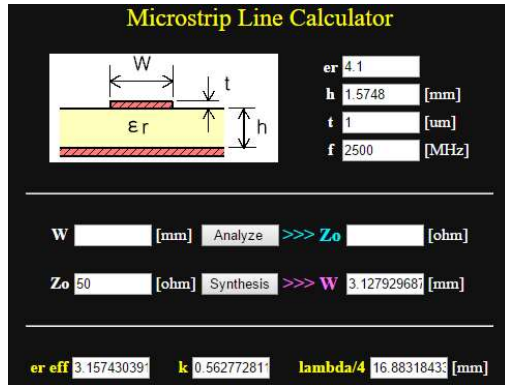 Microstrip Line Calculator
W
t
εr
h
er 4.1
h 1.5748 [mm]
t 1 [um]
f 2500 [MHz]
W [mm] Analyze >>> Zo [ohm]
Zo 50 [ohm] Synthesis >>> W 3.127929687 [mm]
er eff 3.157430391 k 0.562772811 lambda/4 16.88318433 [mm]